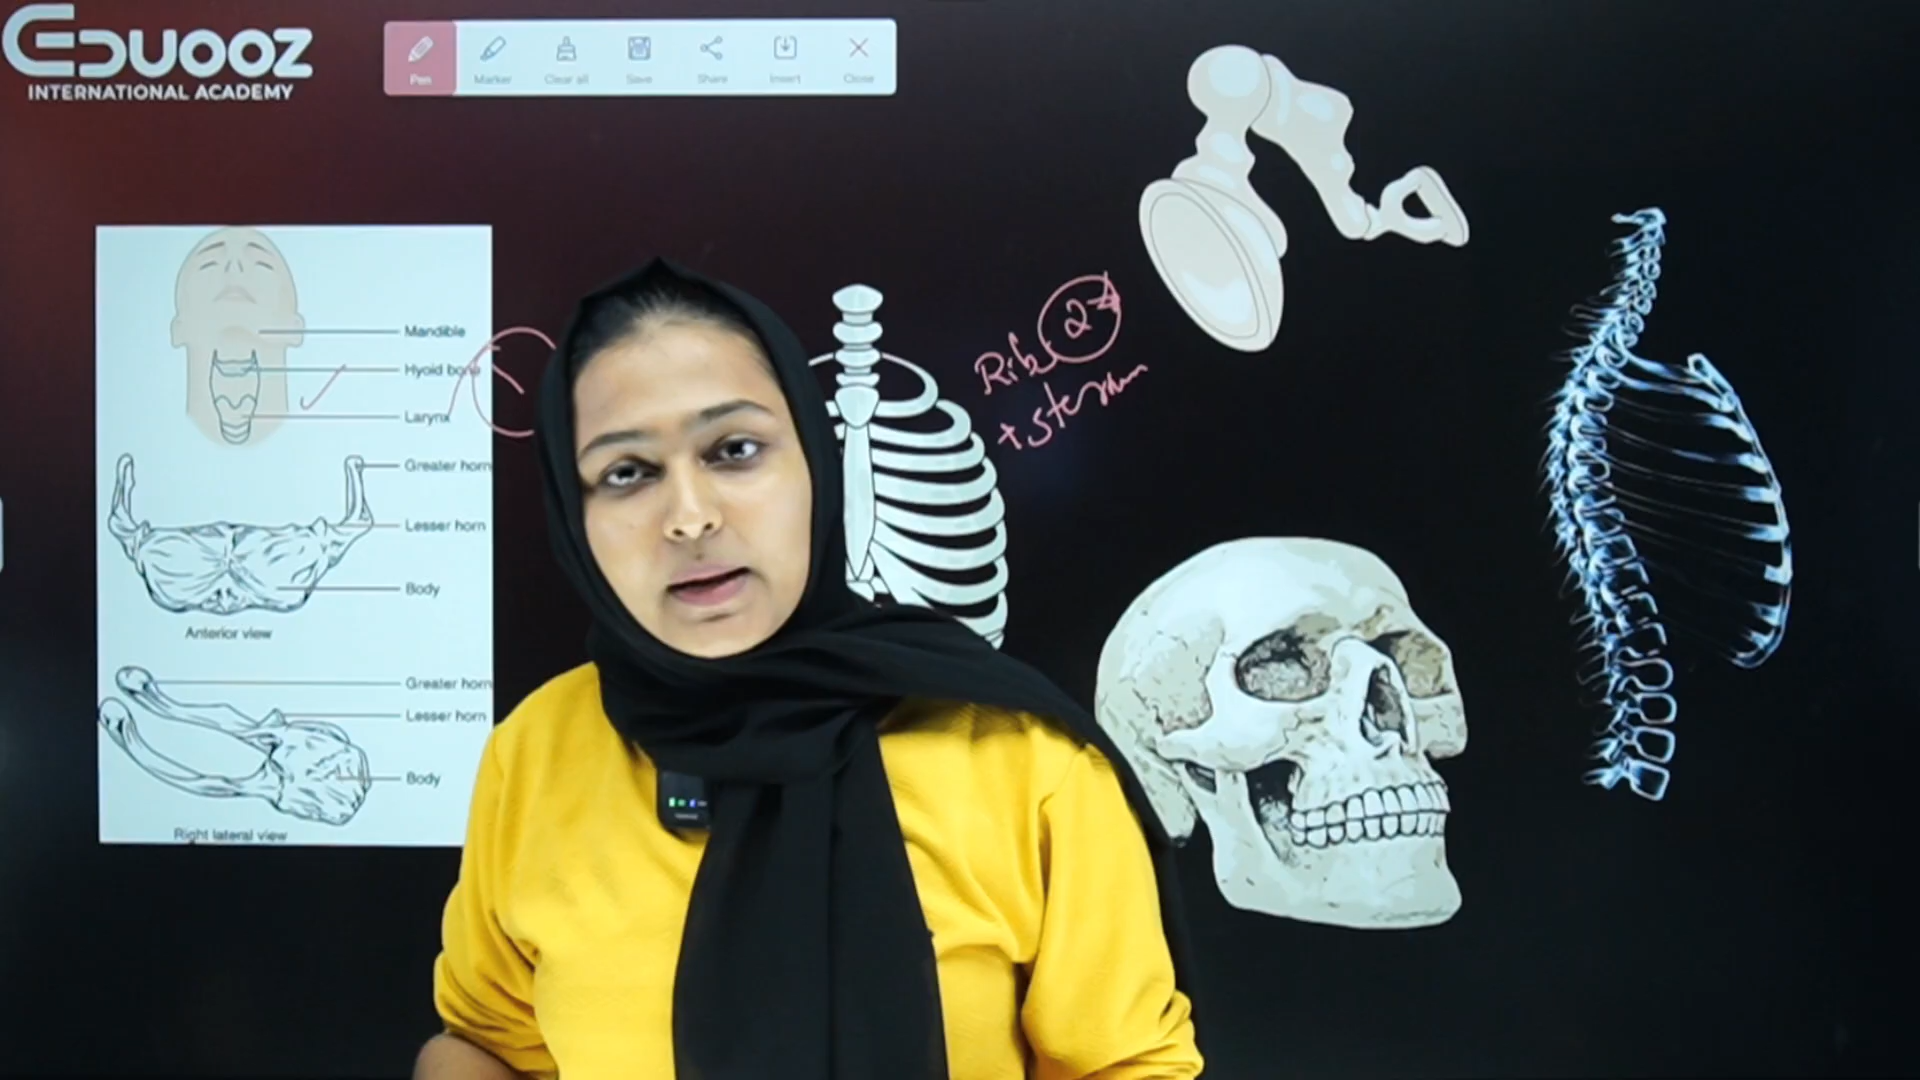 EDUOOZ
INTERNATIONAL ACADEMY
Pen
Marker
Clear all
Save
Share
Insert
Close
Mandible
Hyoid bone
Larynx
Greater horn
Lesser horn
Body
Anterior view
Greater horn
Lesser horn
Body
Right lateral view
Rib 24
+ sternum